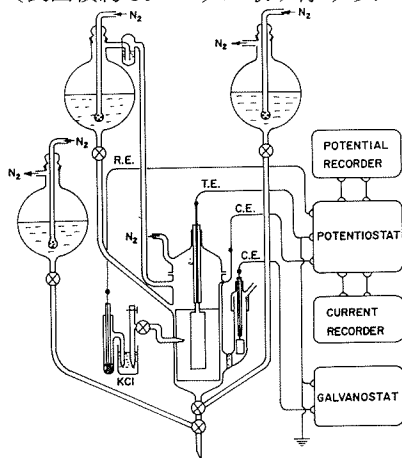 N₂
N₂
N₂
N₂
N₂
N₂
R.E.
T.E.
C.E.
C.E.
N₂
KCl
POTENTIAL
RECORDER
POTENTIOSTAT
CURRENT
RECORDER
GALVANOSTAT